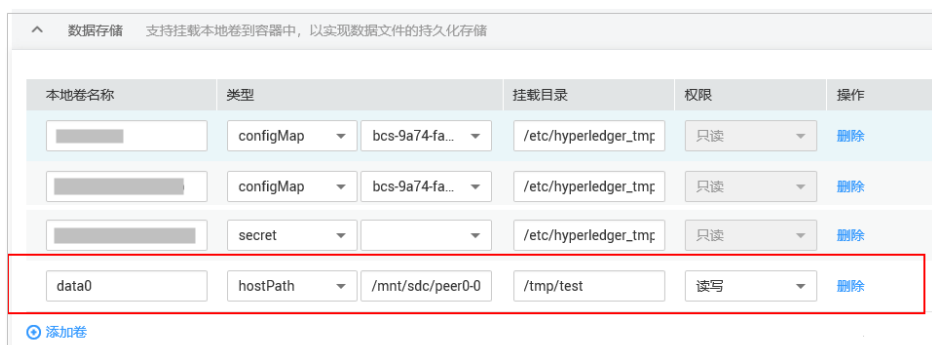 数据存储 支持挂载本地卷到容器中，以实现数据文件的持久化存储
本地卷名称 类型 挂载目录 权限 操作
configMap bcs-9a74-fa... /etc/hyperledger_tmp 只读 删除
configMap bcs-9a74-fa... /etc/hyperledger_tmp 只读 删除
secret /etc/hyperledger_tmp 只读 删除
data0 hostPath /mnt/sdc/peer0-0 /tmp/test 读写 删除
添加卷